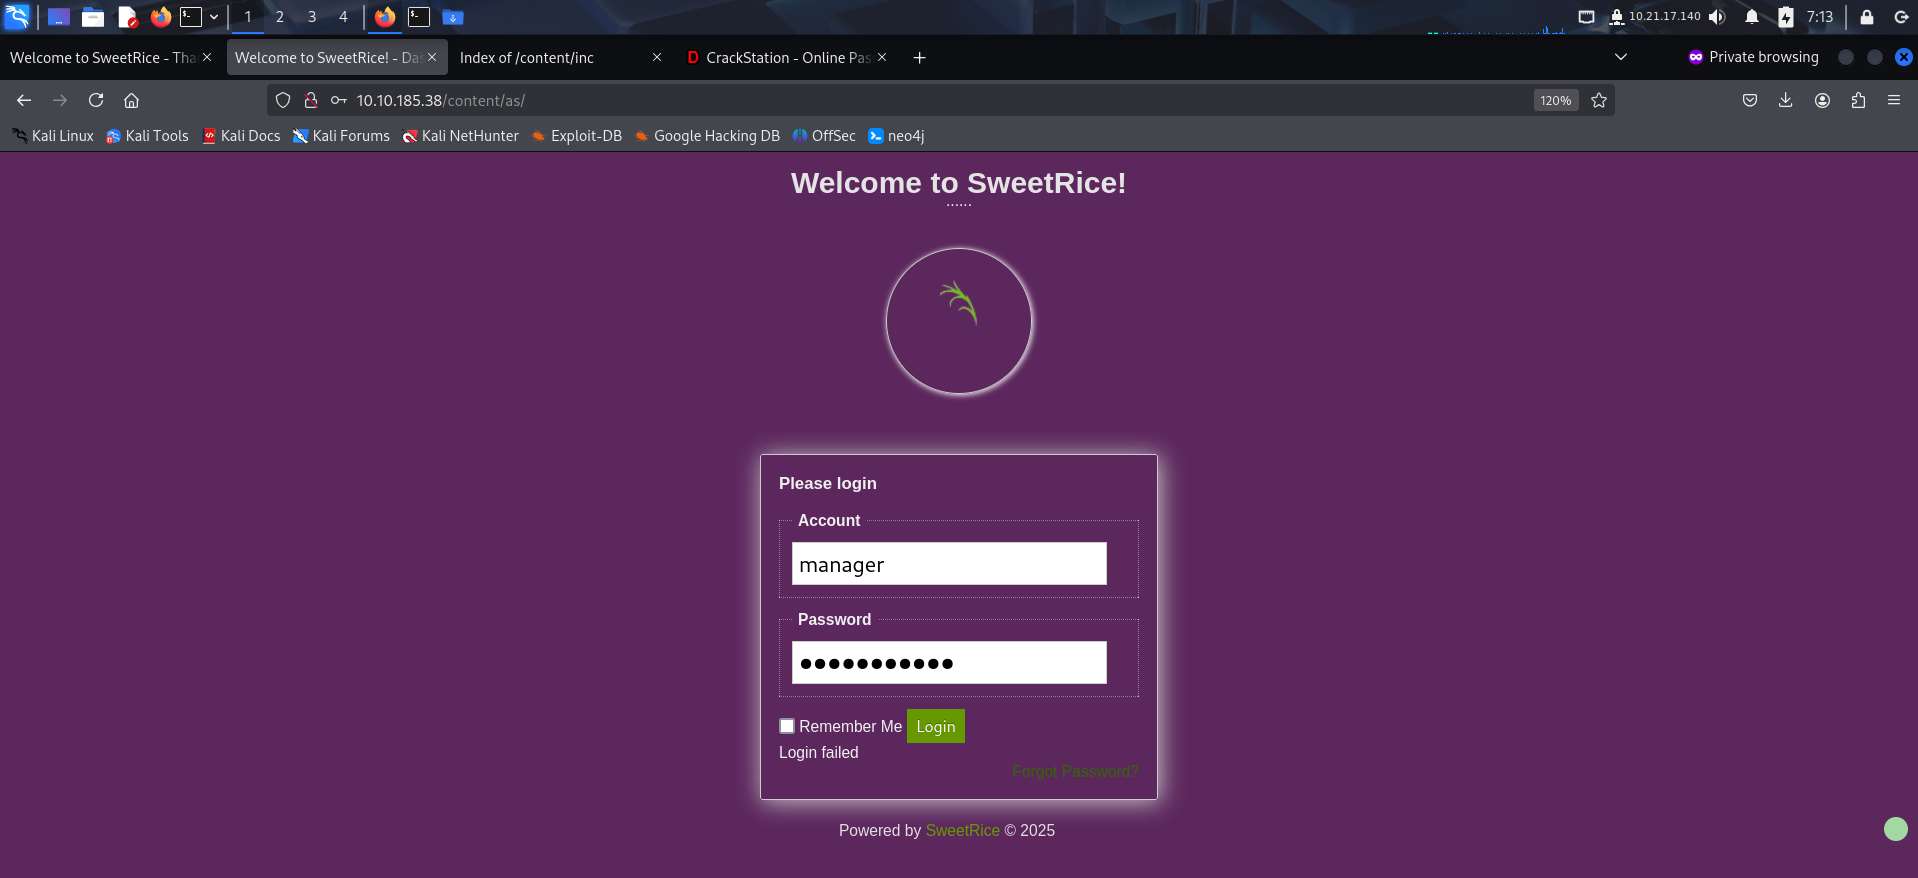 1 2 3 4 10.21.17.140 7:13
Welcome to SweetRice - Tha Welcome to SweetRice! - Das Index of /content/inc CrackStation - Online Pas Private browsing
10.10.185.38/content/as/ 120%
Kali Linux Kali Tools Kali Docs Kali Forums Kali NetHunter Exploit-DB Google Hacking DB OffSec neo4j
Welcome to SweetRice!
......
Please login
Account
manager
Password
Remember Me Login
Login failed
Forgot Password?
Powered by SweetRice © 2025